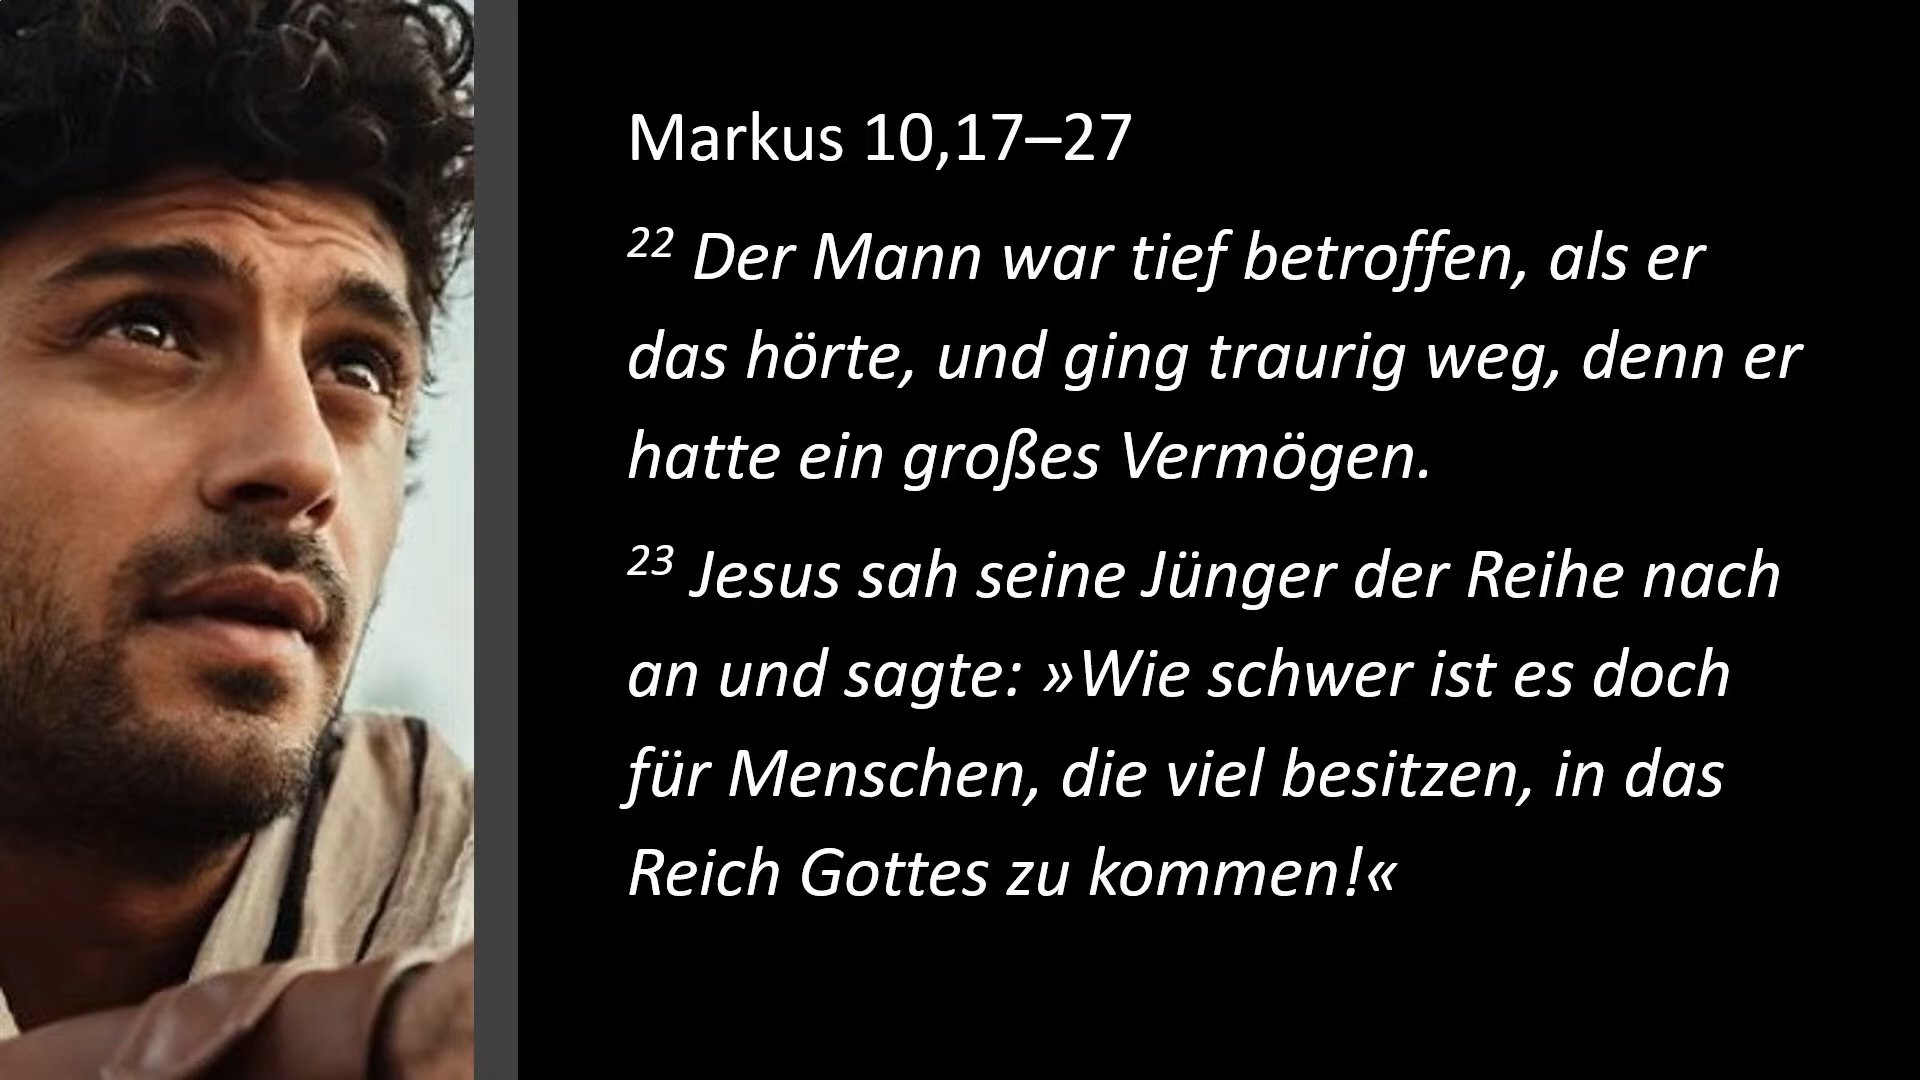 Markus 10,17–27
22 Der Mann war tief betroffen, als er
das hörte, und ging traurig weg, denn er
hatte ein großes Vermögen.
23 Jesus sah seine Jünger der Reihe nach
an und sagte: »Wie schwer ist es doch
für Menschen, die viel besitzen, in das
Reich Gottes zu kommen!«